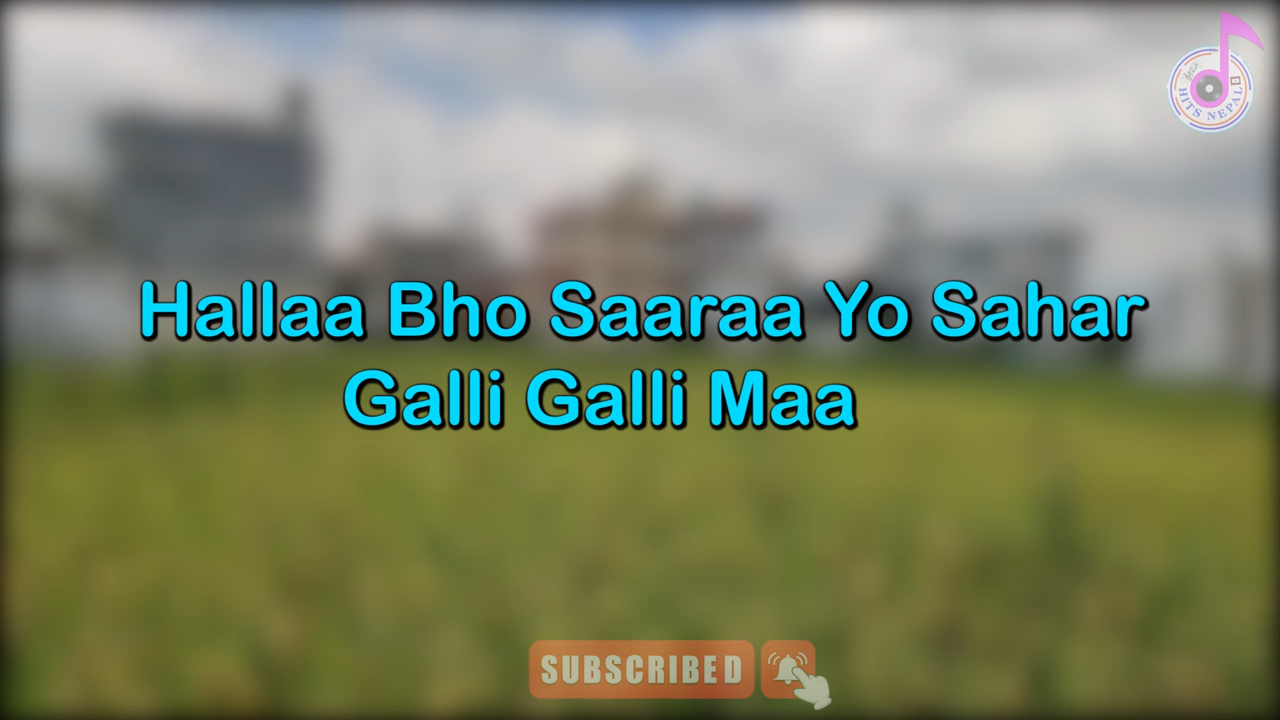 HITS NEPAL
Hallaa Bho Saaraa Yo Sahar
Galli Galli Maa
SUBSCRIBED